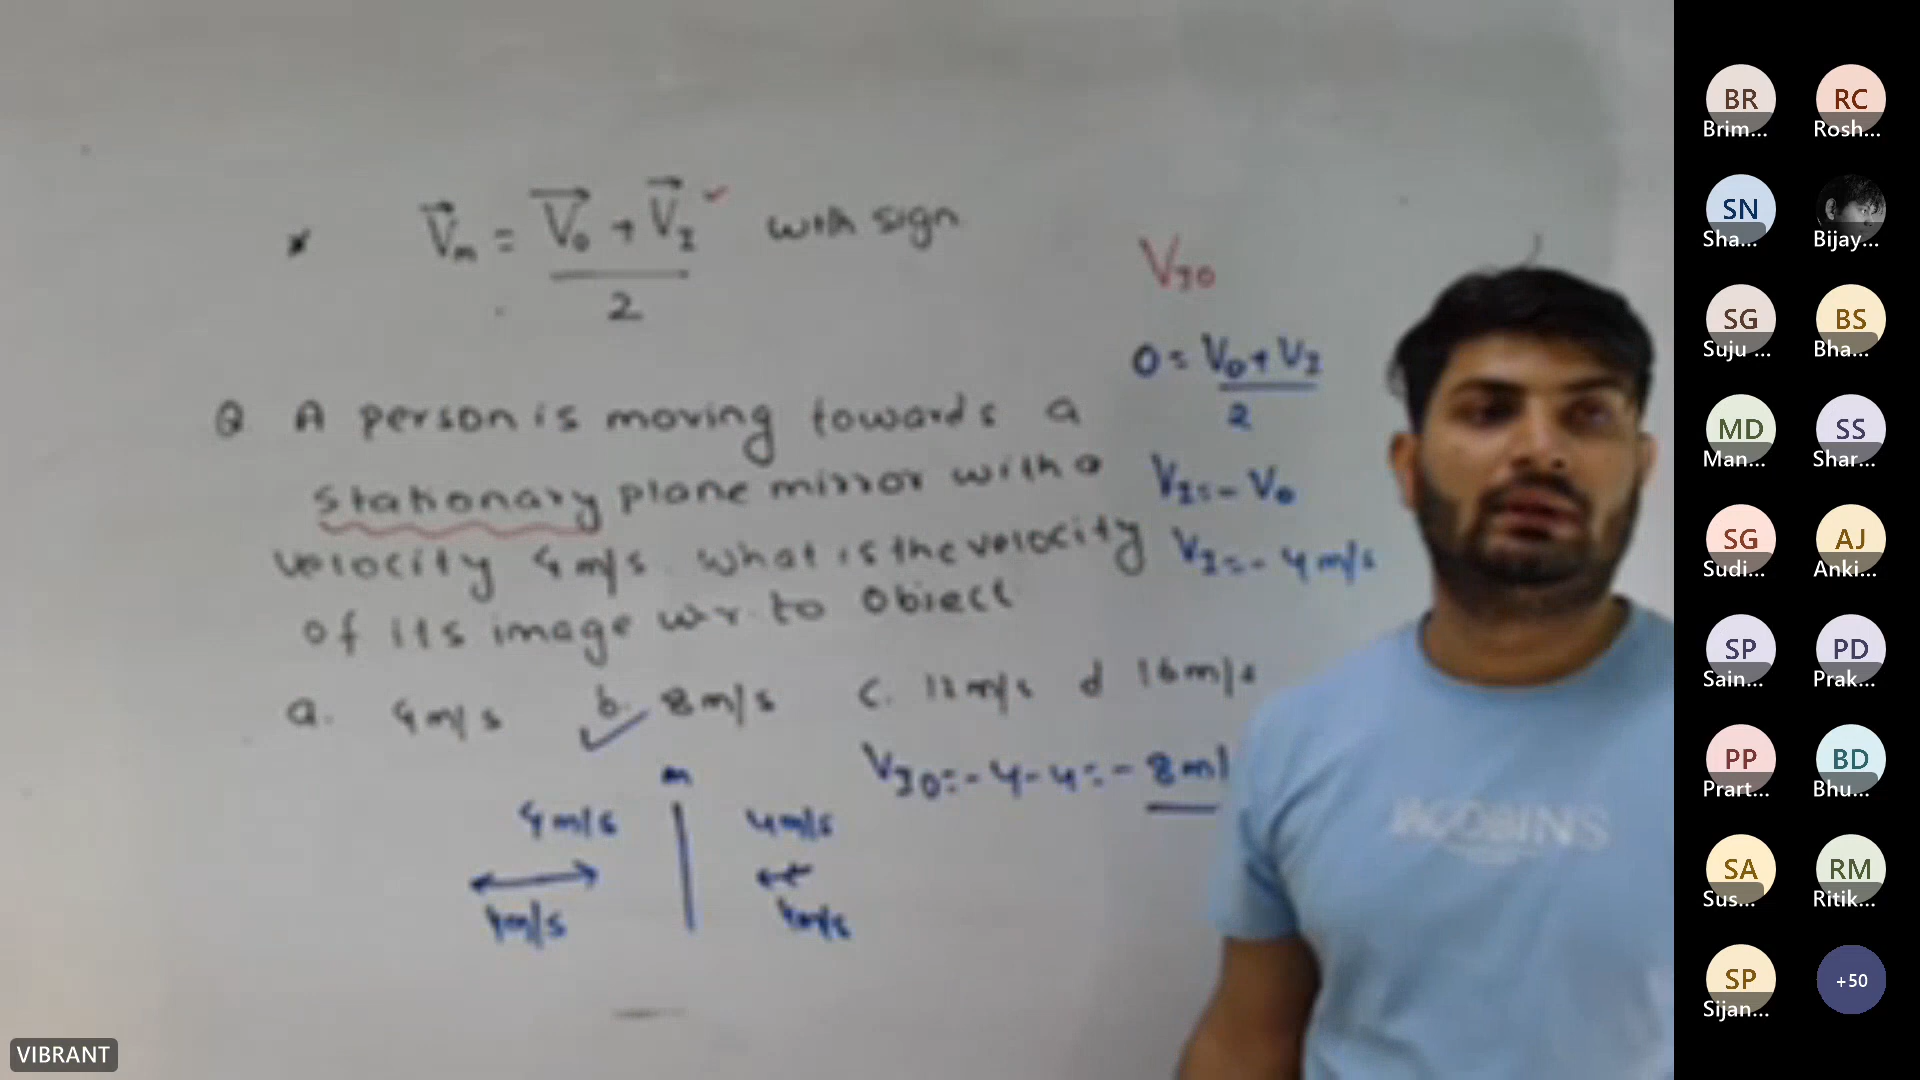 * V⃗m = V⃗o + V⃗I with sign
2
VIO
0 = Vo + VI
2
VI = - Vo
VI = - 4 m/s
Q A person is moving towards a
stationary plane mirror with a
velocity 4 m/s. what is the velocity
of its image w.r. to Object
a. 4 m/s b. 8 m/s c. 12 m/s d 16 m/s
VIO = - 4 - 4 = - 8 m/
m
4 m/s 4 m/s
4 m/s 4 m/s
BR RC
Brim... Rosh...
SN
Sha... Bijay...
SG BS
Suju ... Bha...
MD SS
Man... Shar...
SG AJ
Sudi... Anki...
SP PD
Sain... Prak...
PP BD
Prart... Bhu...
SA RM
Sus... Ritik...
SP +50
Sijan...
VIBRANT